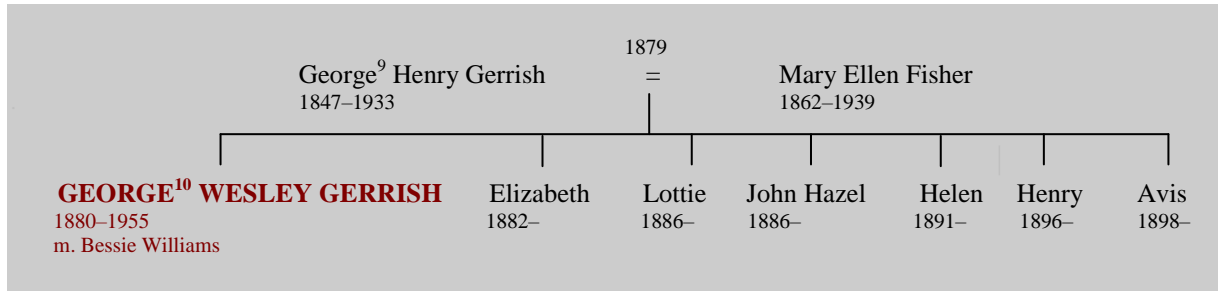 1879
George⁹ Henry Gerrish = Mary Ellen Fisher
1847–1933 1862–1939
GEORGE¹⁰ WESLEY GERRISH Elizabeth Lottie John Hazel Helen Henry Avis
1880–1955 1882– 1886– 1886– 1891– 1896– 1898–
m. Bessie Williams